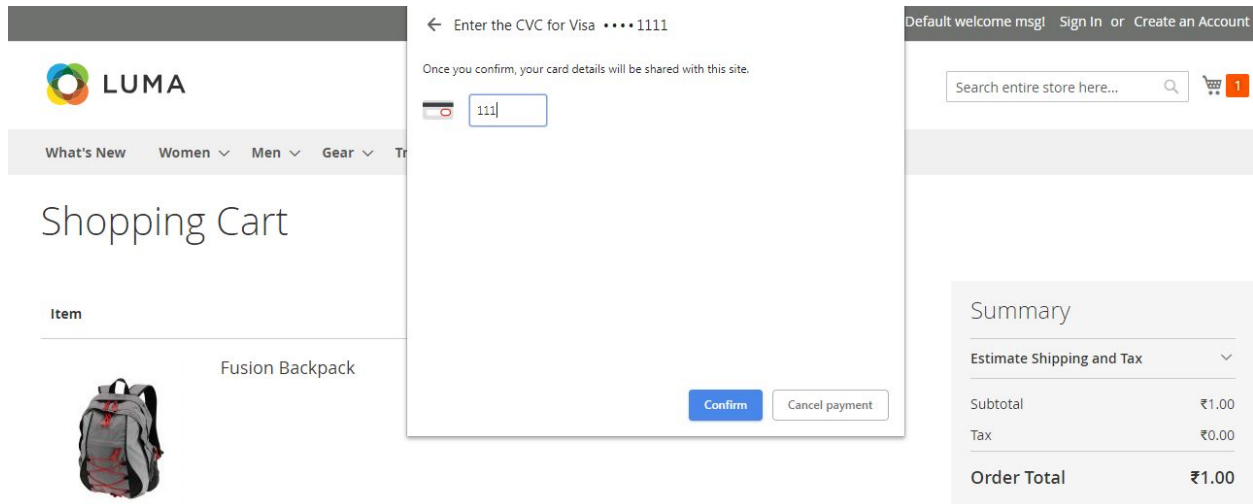 Default welcome msg! Sign In or Create an Account
← Enter the CVC for Visa •••• 1111
Once you confirm, your card details will be shared with this site.
111
LUMA
Search entire store here...
1
What's New Women Men Gear Tr
Shopping Cart
Item
Fusion Backpack
Confirm
Cancel payment
Summary
Estimate Shipping and Tax
Subtotal ₹1.00
Tax ₹0.00
Order Total ₹1.00